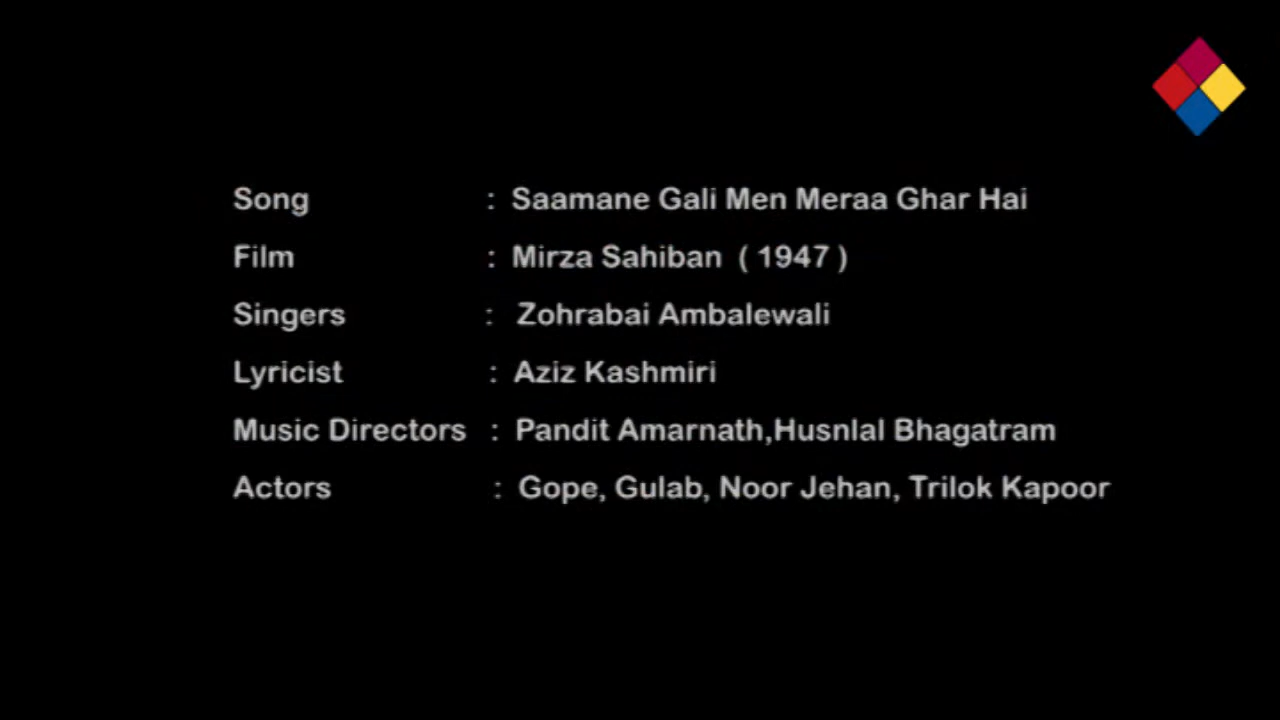 Song : Saamane Gali Men Meraa Ghar Hai
Film : Mirza Sahiban ( 1947 )
Singers : Zohrabai Ambalewali
Lyricist : Aziz Kashmiri
Music Directors : Pandit Amarnath,Husnlal Bhagatram
Actors : Gope, Gulab, Noor Jehan, Trilok Kapoor